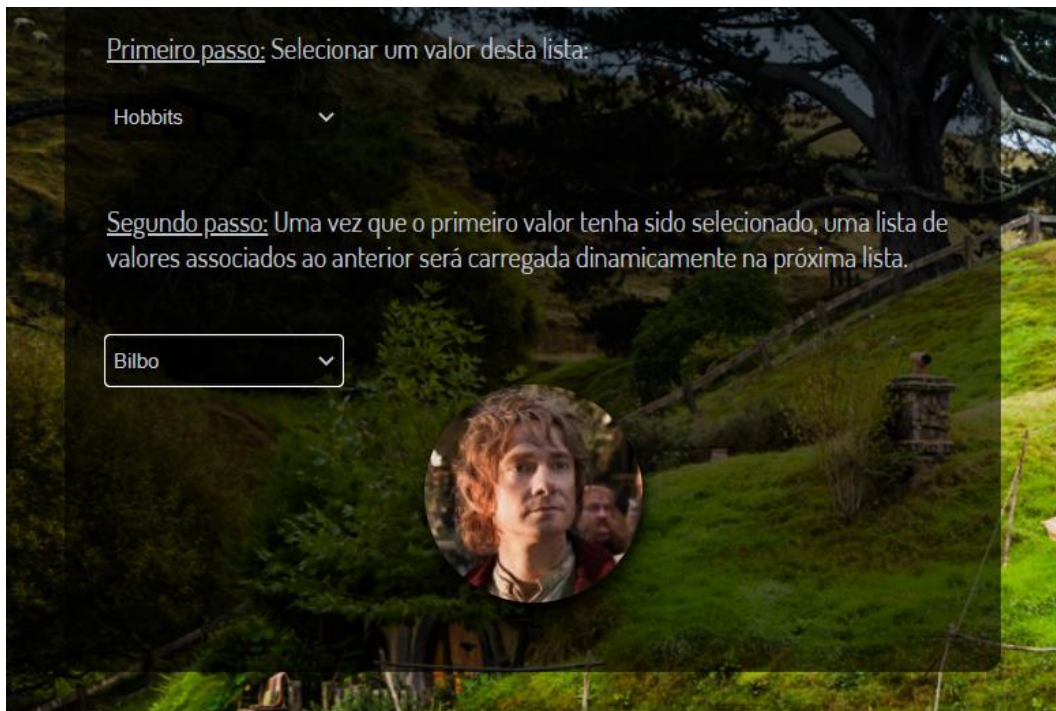 Primeiro passo: Selecionar um valor desta lista:
Hobbits
Segundo passo: Uma vez que o primeiro valor tenha sido selecionado, uma lista de
valores associados ao anterior será carregada dinamicamente na próxima lista.
Bilbo